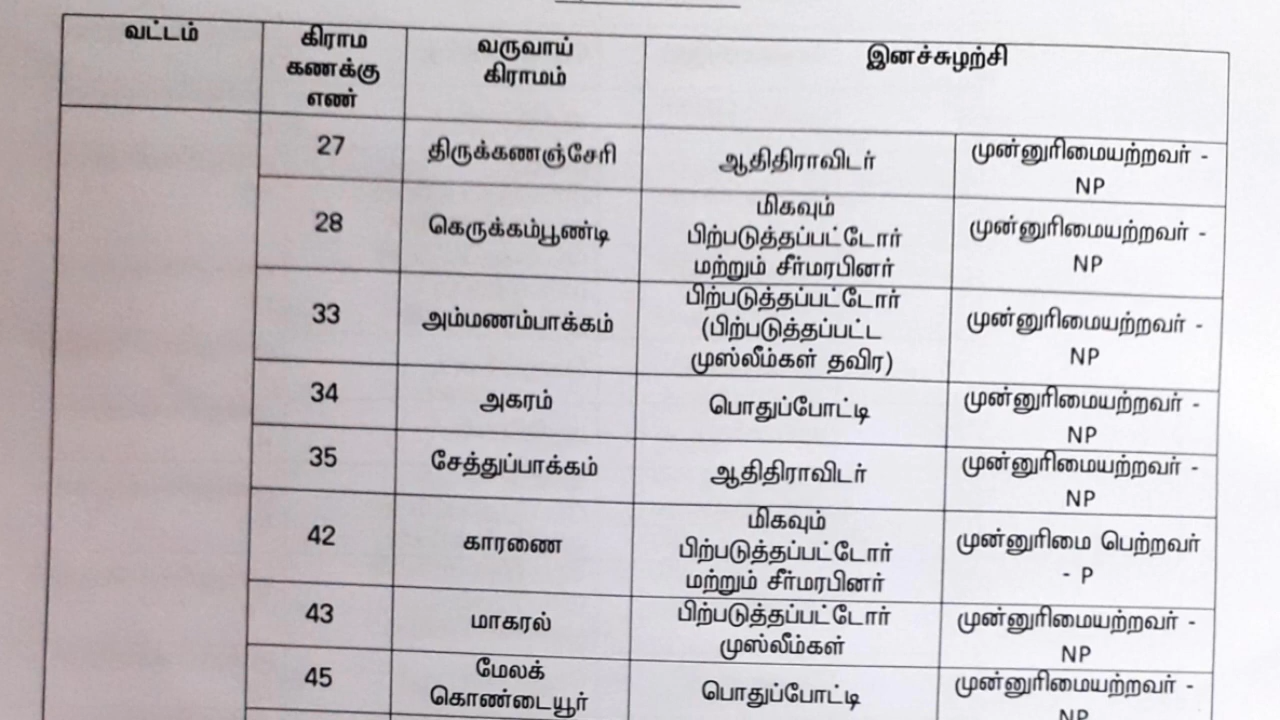 வட்டம்
கிராம
கணக்கு
எண்
வருவாய்
கிராமம்
இனச்சுழற்சி
27
திருக்கணஞ்சேரி
ஆதிதிராவிடர்
முன்னுரிமையற்றவர் -
NP
28
கெருக்கம்பூண்டி
மிகவும்
பிற்படுத்தப்பட்டோர்
மற்றும் சீர்மரபினர்
முன்னுரிமையற்றவர் -
NP
33
அம்மணம்பாக்கம்
பிற்படுத்தப்பட்டோர்
(பிற்படுத்தப்பட்ட
முஸ்லீம்கள் தவிர)
முன்னுரிமையற்றவர் -
NP
34
அகரம்
பொதுப்போட்டி
முன்னுரிமையற்றவர் -
NP
35
சேத்துப்பாக்கம்
ஆதிதிராவிடர்
முன்னுரிமையற்றவர் -
NP
42
காரணை
மிகவும்
பிற்படுத்தப்பட்டோர்
மற்றும் சீர்மரபினர்
முன்னுரிமை பெற்றவர்
- P
43
மாகரல்
பிற்படுத்தப்பட்டோர்
முஸ்லீம்கள்
முன்னுரிமையற்றவர் -
NP
45
மேலக்
கொண்டையூர்
பொதுப்போட்டி
முன்னுரிமையற்றவர் -
NP